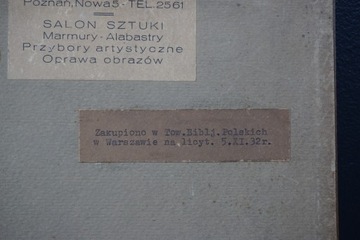 Poznań, Nowa 5 - TEL. 2561
SALON SZTUKI
Marmury - Alabastry
Przybory artystyczne
Oprawa obrazów
Zakupiono w Tow.Biblj.Polskich
w Warszawie na licyt. 5.XI.32r.